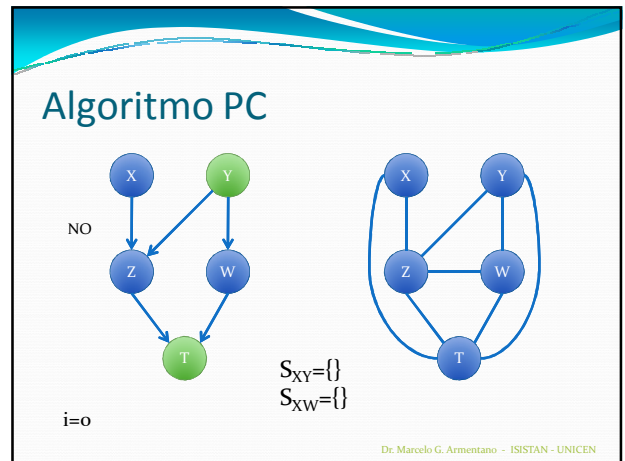 Algoritmo PC
X
Y
X
Y
NO
Z
W
Z
W
T
T
S_XY={}
S_XW={}
i=0
Dr. Marcelo G. Armentano - ISISTAN - UNICEN